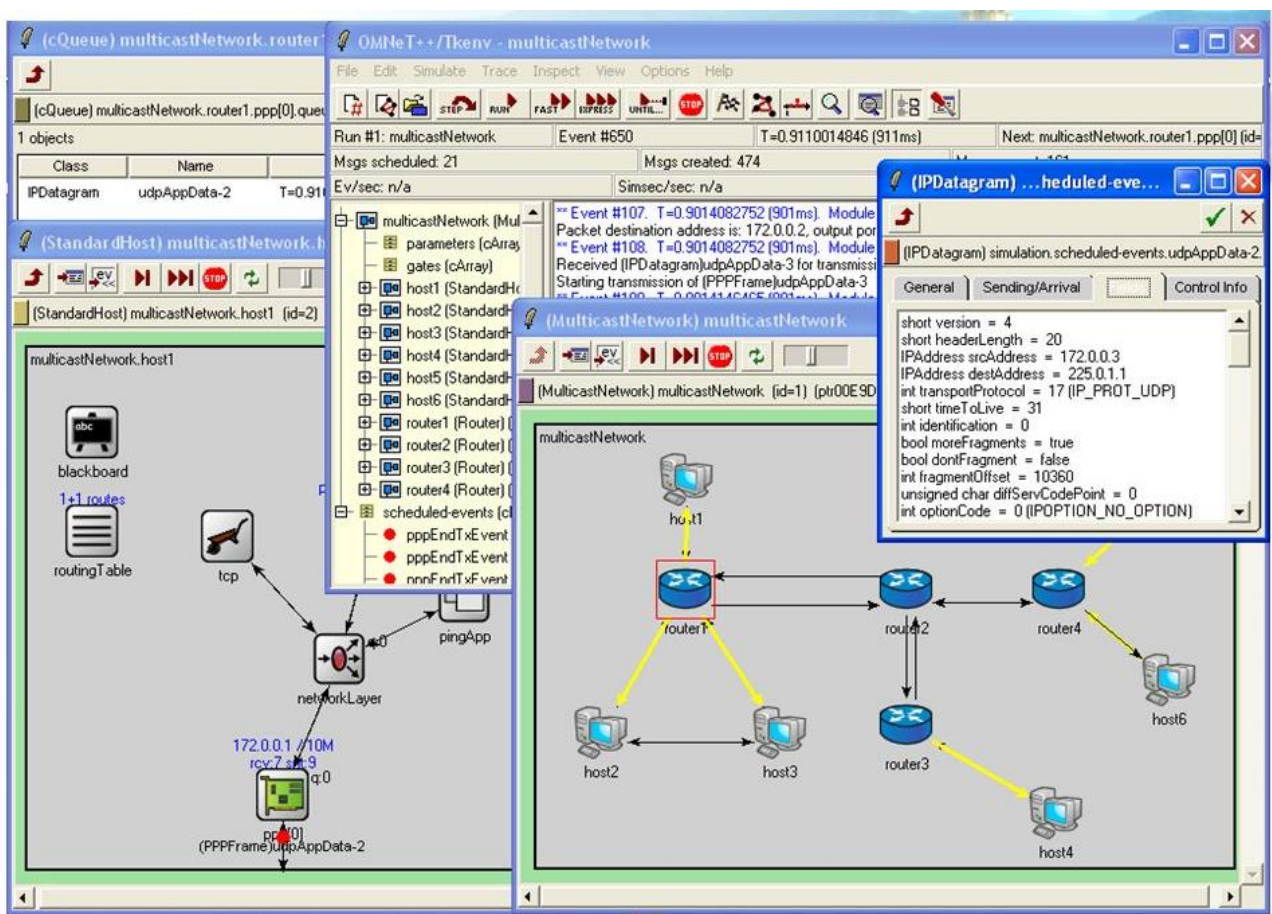 (cQueue) multicastNetwork.router1
(cQueue) multicastNetwork.router1.ppp[0].queu
1 objects
Class Name
IPDatagram udpAppData-2 T=0.91
OMNeT++/Tkenv - multicastNetwork
File Edit Simulate Trace Inspect View Options Help
STEP RUN FAST EXPRESS UNTIL... STOP
Run #1: multicastNetwork Event #650 T=0.9110014846 (911ms) Next: multicastNetwork.router1.ppp[0] (id=
Msgs scheduled: 21 Msgs created: 474
Ev/sec: n/a Simsec/sec: n/a
multicastNetwork (Mul
parameters (cArray
gates (cArray)
host1 (StandardHo
host2 (StandardH
host3 (StandardH
host4 (StandardH
host5 (StandardH
host6 (StandardH
router1 (Router) (
router2 (Router) (
router3 (Router) (
router4 (Router) (
scheduled-events (cl
pppEndTxEvent
pppEndTxEvent
pppEndTxEvent
** Event #107. T=0.9014082752 (901ms). Module
Packet destination address is: 172.0.0.2, output por
** Event #108. T=0.9014082752 (901ms). Module
Received (IPDatagram)udpAppData-3 for transmissi
Starting transmission of (PPPFrame)udpAppData-3
(IPDatagram) ...heduled-eve...
(IPDatagram) simulation.scheduled-events.udpAppData-2.
General Sending/Arrival Fields Control Info
short version = 4
short headerLength = 20
IPAddress srcAddress = 172.0.0.3
IPAddress destAddress = 225.0.1.1
int transportProtocol = 17 (IP_PROT_UDP)
short timeToLive = 31
int identification = 0
bool moreFragments = true
bool dontFragment = false
int fragmentOffset = 10360
unsigned char diffServCodePoint = 0
int optionCode = 0 (IPOPTION_NO_OPTION)
(StandardHost) multicastNetwork.h
STOP
(StandardHost) multicastNetwork.host1 (id=2)
multicastNetwork.host1
abc
blackboard
1+1 routes
routingTable
tcp
pingApp
networkLayer
172.0.0.1 / 10M
rcv:7 snt:9
q:0
ppp[0]
(PPPFrame)udpAppData-2
(MulticastNetwork) multicastNetwork
STOP
(MulticastNetwork) multicastNetwork (id=1) (ptr00E9D
multicastNetwork
host1
router1
router2
router4
host6
host2
host3
router3
host4